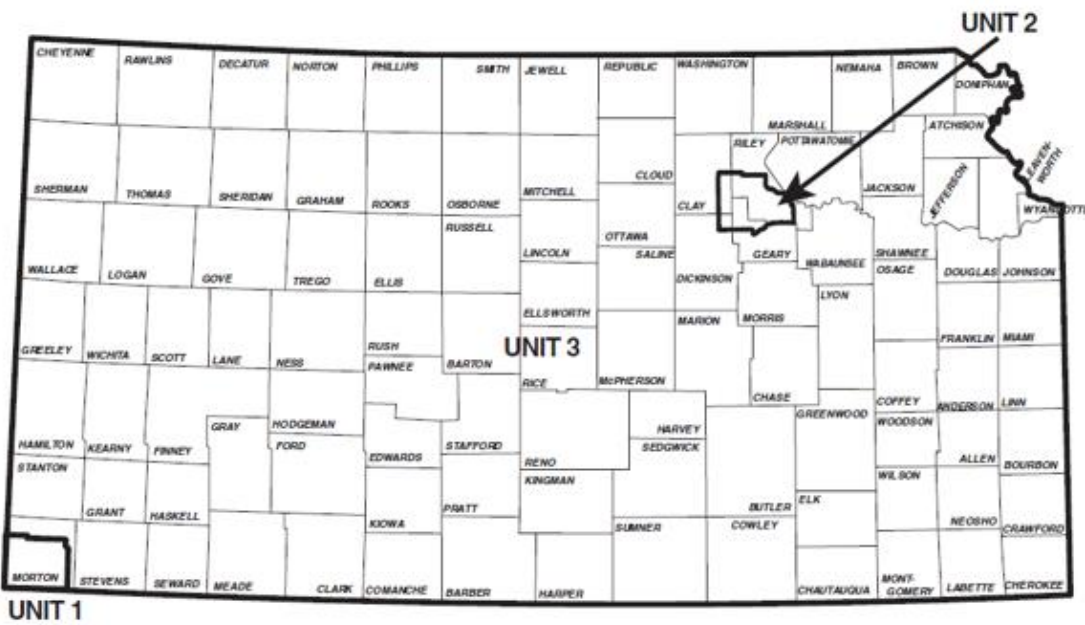 UNIT 2
CHEYENNE
RAWLINS
DECATUR
NORTON
PHILLIPS
SMITH
JEWELL
REPUBLIC
WASHINGTON
NEMAHA
BROWN
DONIPHAN
MARSHALL
ATCHISON
RILEY
POTTAWATOMIE
LEAVEN-
WORTH
SHERMAN
THOMAS
SHERIDAN
GRAHAM
ROOKS
OSBORNE
MITCHELL
CLOUD
CLAY
JACKSON
JEFFERSON
WYANDOTTE
RUSSELL
OTTAWA
WALLACE
LOGAN
GOVE
TREGO
ELLIS
LINCOLN
SALINE
DICKINSON
GEARY
WABAUNSEE
SHAWNEE
OSAGE
DOUGLAS
JOHNSON
LYON
ELLSWORTH
MARION
MORRIS
GREELEY
WICHITA
SCOTT
LANE
NESS
RUSH
PAWNEE
BARTON
UNIT 3
RICE
McPHERSON
CHASE
FRANKLIN
MIAMI
COFFEY
ANDERSON
LINN
WOODSON
GREENWOOD
HAMILTON
KEARNY
FINNEY
GRAY
HODGEMAN
FORD
EDWARDS
STAFFORD
RENO
HARVEY
SEDGWICK
KINGMAN
ALLEN
BOURBON
STANTON
GRANT
HASKELL
KIOWA
PRATT
SUMNER
BUTLER
COWLEY
ELK
WILSON
NEOSHO
CRAWFORD
MORTON
STEVENS
SEWARD
MEADE
CLARK
COMANCHE
BARBER
HARPER
CHAUTAUQUA
MONT-
GOMERY
LABETTE
CHEROKEE
UNIT 1